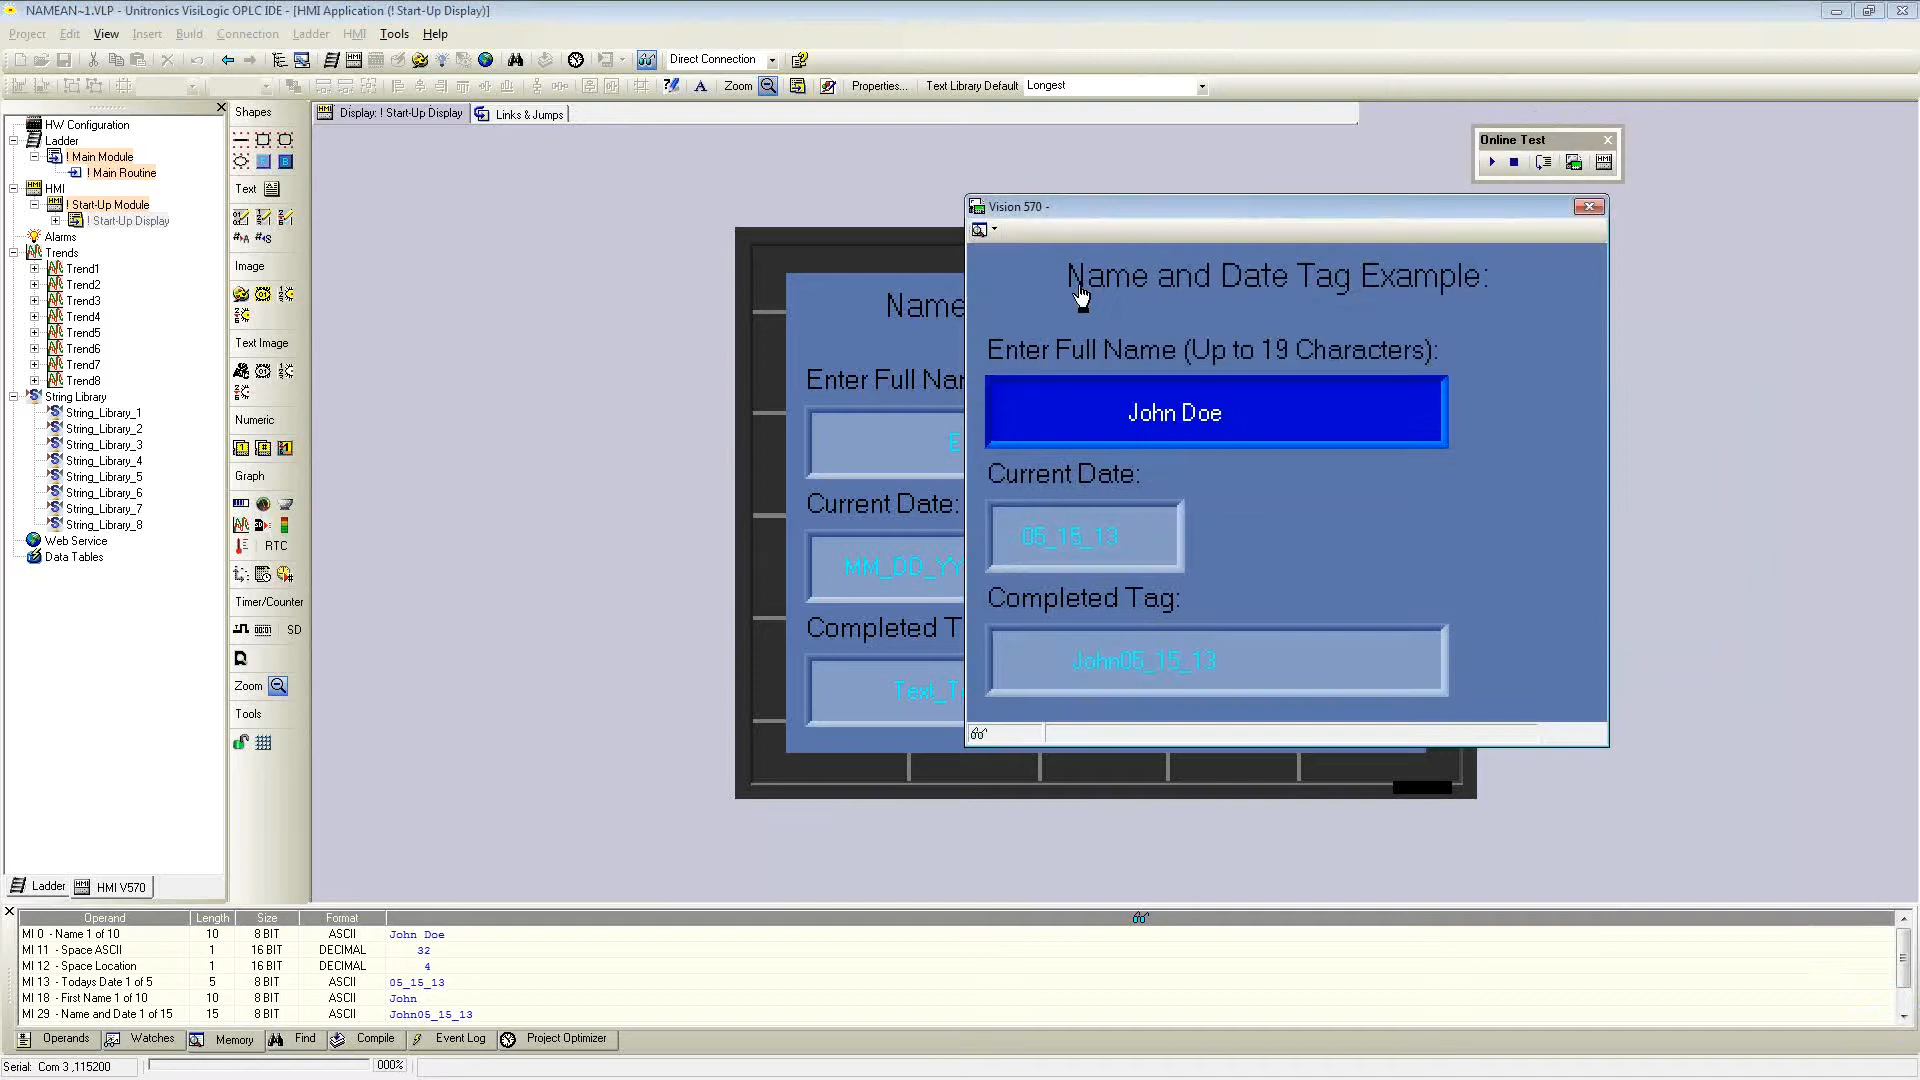 NAMEAN~1.VLP - Unitronics VisiLogic OPLC IDE - [HMI Application (! Start-Up Display)]
Project Edit View Insert Build Connection Ladder HMI Tools Help
Direct Connection
A Zoom Properties... Text Library Default Longest
HW Configuration
Ladder
! Main Module
! Main Routine
HMI
! Start-Up Module
! Start-Up Display
Alarms
Trends
Trend1
Trend2
Trend3
Trend4
Trend5
Trend6
Trend7
Trend8
String Library
String_Library_1
String_Library_2
String_Library_3
String_Library_4
String_Library_5
String_Library_6
String_Library_7
String_Library_8
Web Service
Data Tables
Ladder HMI V570
Shapes
Text
Image
Text Image
Numeric
Graph
RTC
Timer/Counter
SD
Zoom
Tools
Display: ! Start-Up Display Links & Jumps
Online Test
Name
Enter Full Nam
E
Current Date:
MM_DD_YY
Completed T
Text_T
Vision 570 -
Name and Date Tag Example:
Enter Full Name (Up to 19 Characters):
John Doe
Current Date:
05_15_13
Completed Tag:
John05_15_13
Operand Length Size Format
MI 0 - Name 1 of 10 10 8 BIT ASCII John Doe
MI 11 - Space ASCII 1 16 BIT DECIMAL 32
MI 12 - Space Location 1 16 BIT DECIMAL 4
MI 13 - Todays Date 1 of 5 5 8 BIT ASCII 05_15_13
MI 18 - First Name 1 of 10 10 8 BIT ASCII John
MI 29 - Name and Date 1 of 15 15 8 BIT ASCII John05_15_13
Operands Watches Memory Find Compile Event Log Project Optimizer
Serial: Com 3 ,115200 000%